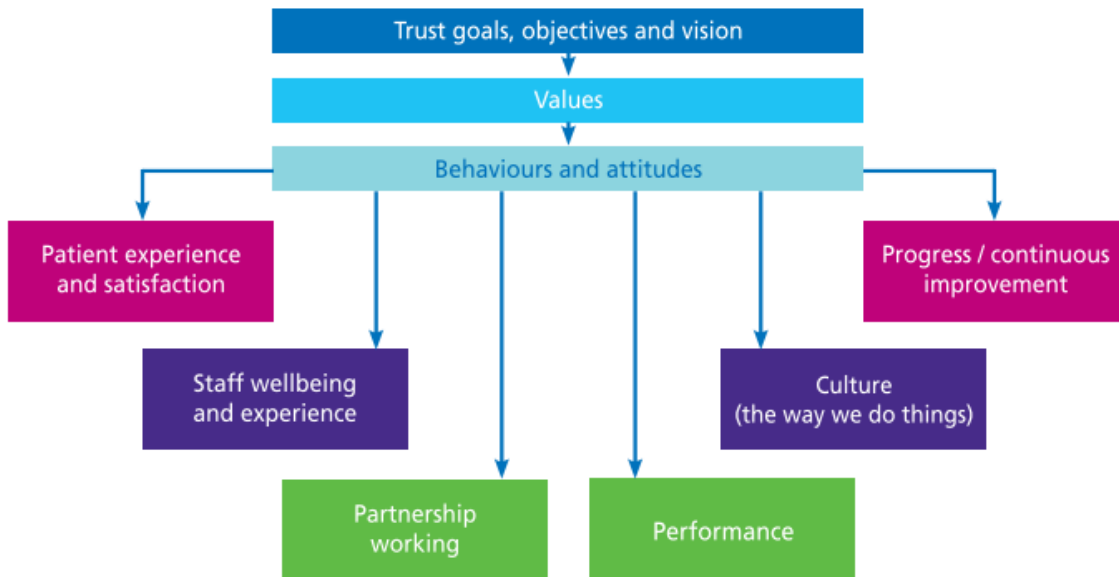 Trust goals, objectives and vision
Values
Behaviours and attitudes
Patient experience
and satisfaction
Progress / continuous
improvement
Staff wellbeing
and experience
Culture
(the way we do things)
Partnership
working
Performance